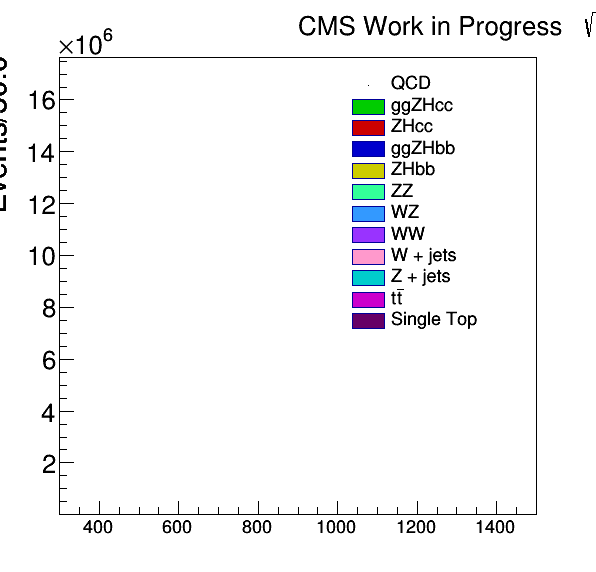 CMS Work in Progress √
×10⁶
QCD
ggZHcc
ZHcc
ggZHbb
ZHbb
ZZ
WZ
WW
W + jets
Z + jets
tt̄
Single Top
16
14
12
10
8
6
4
2
400 600 800 1000 1200 1400